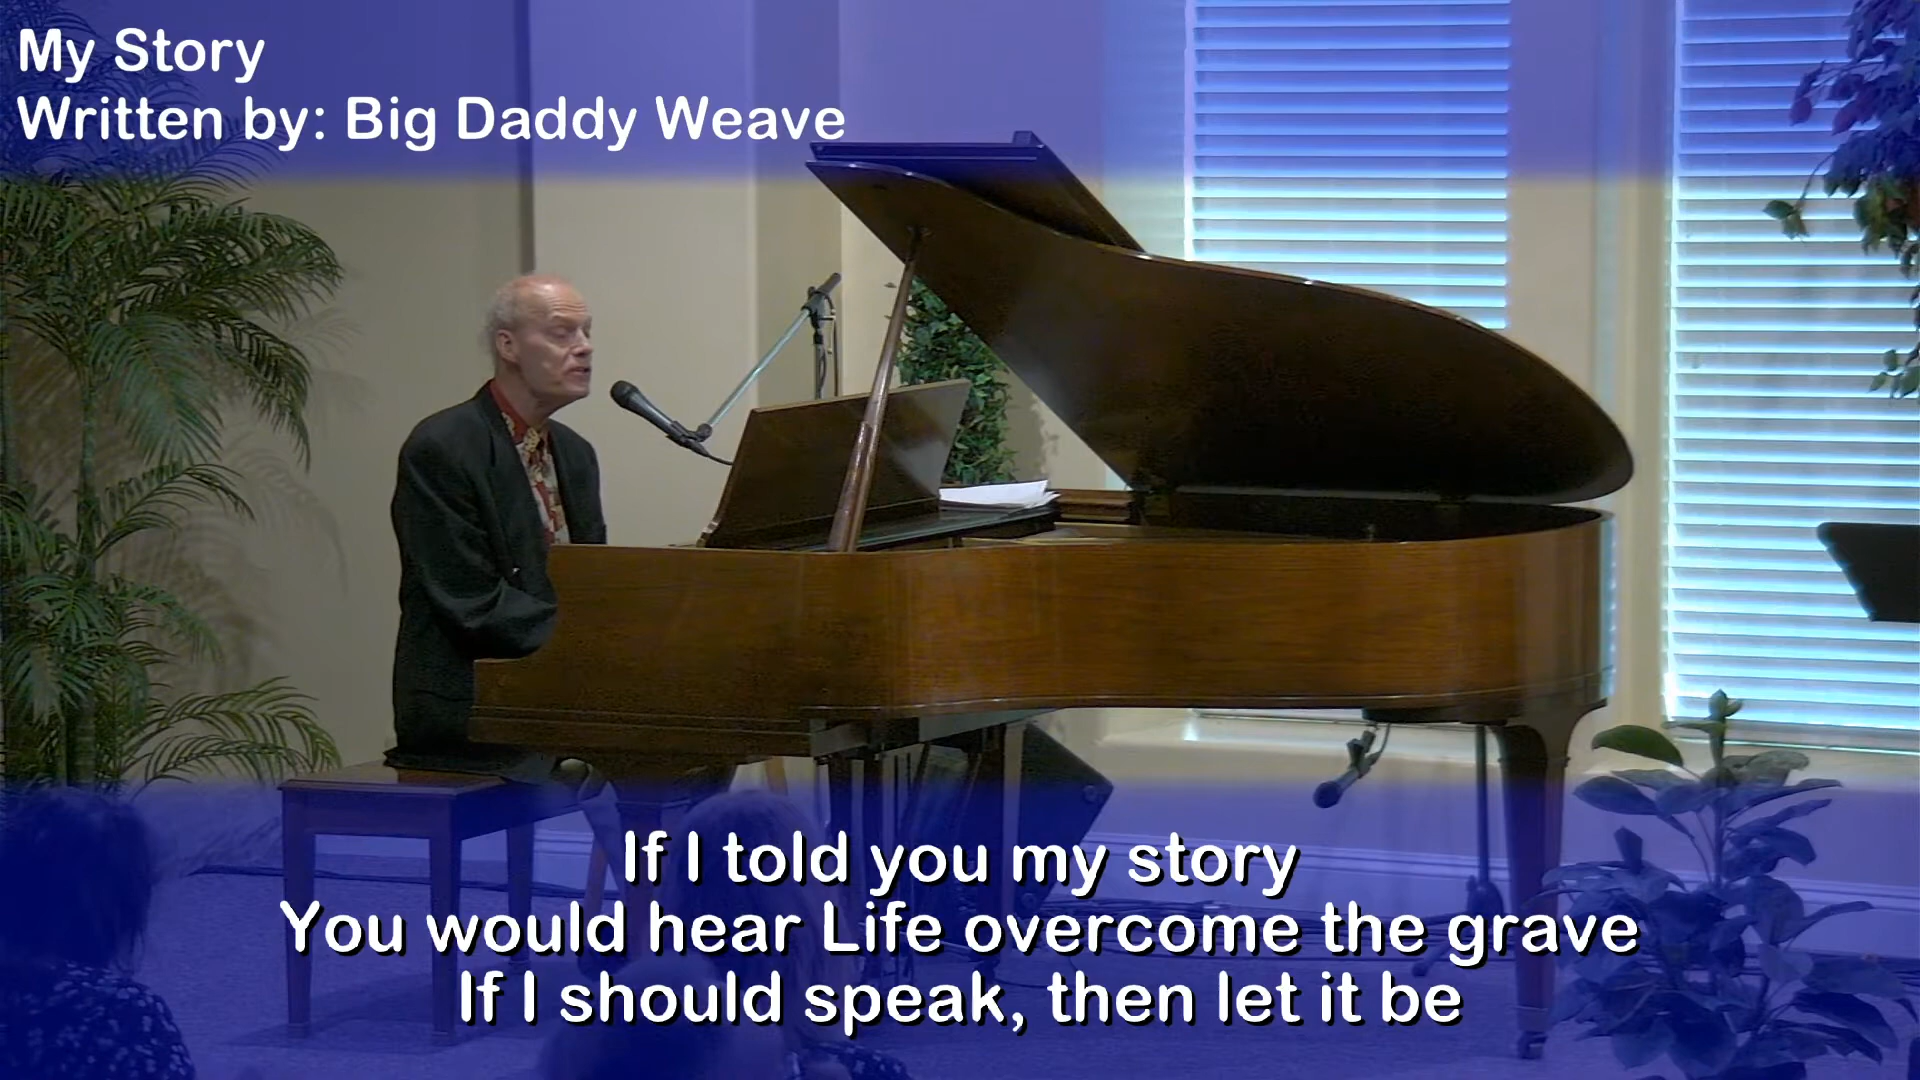 My Story
Written by: Big Daddy Weave
If I told you my story
You would hear Life overcome the grave
If I should speak, then let it be